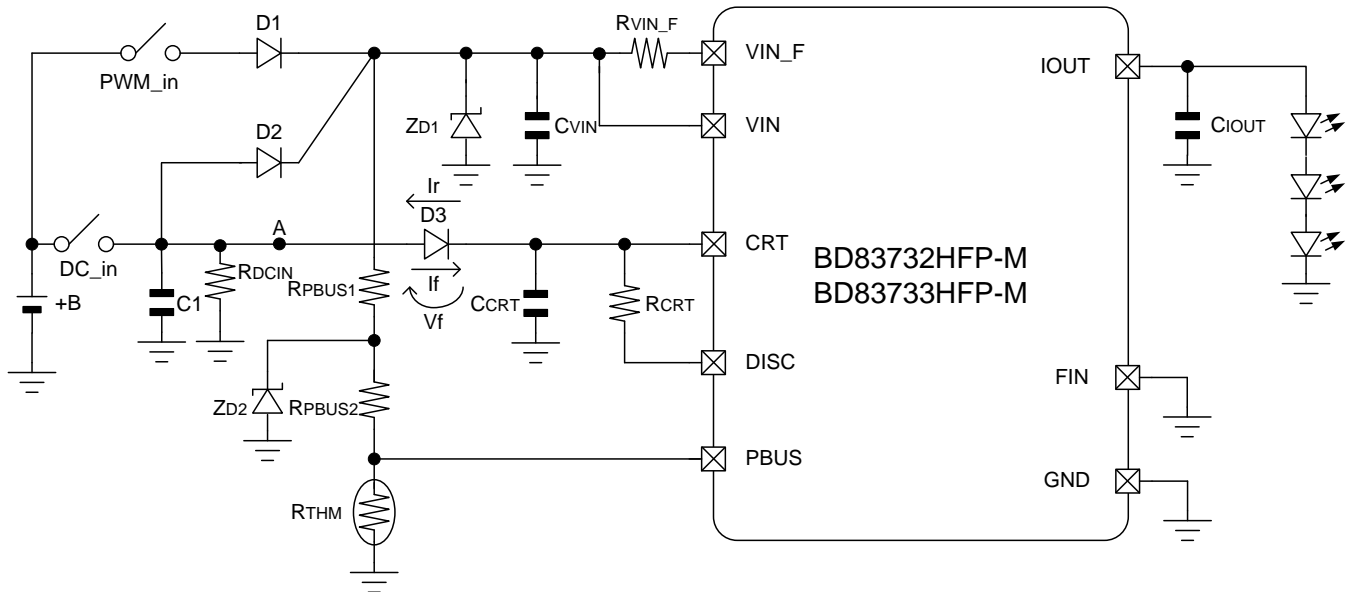 D1
RVIN_F
VIN_F
IOUT
PWM_in
ZD1
CVIN
VIN
CIOUT
D2
Ir
D3
A
CRT
DC_in
RDCIN
BD83732HFP-M
BD83733HFP-M
+B
C1
RPBUS1
If
Vf
CCRT
RCRT
DISC
FIN
ZD2
RPBUS2
PBUS
GND
RTHM